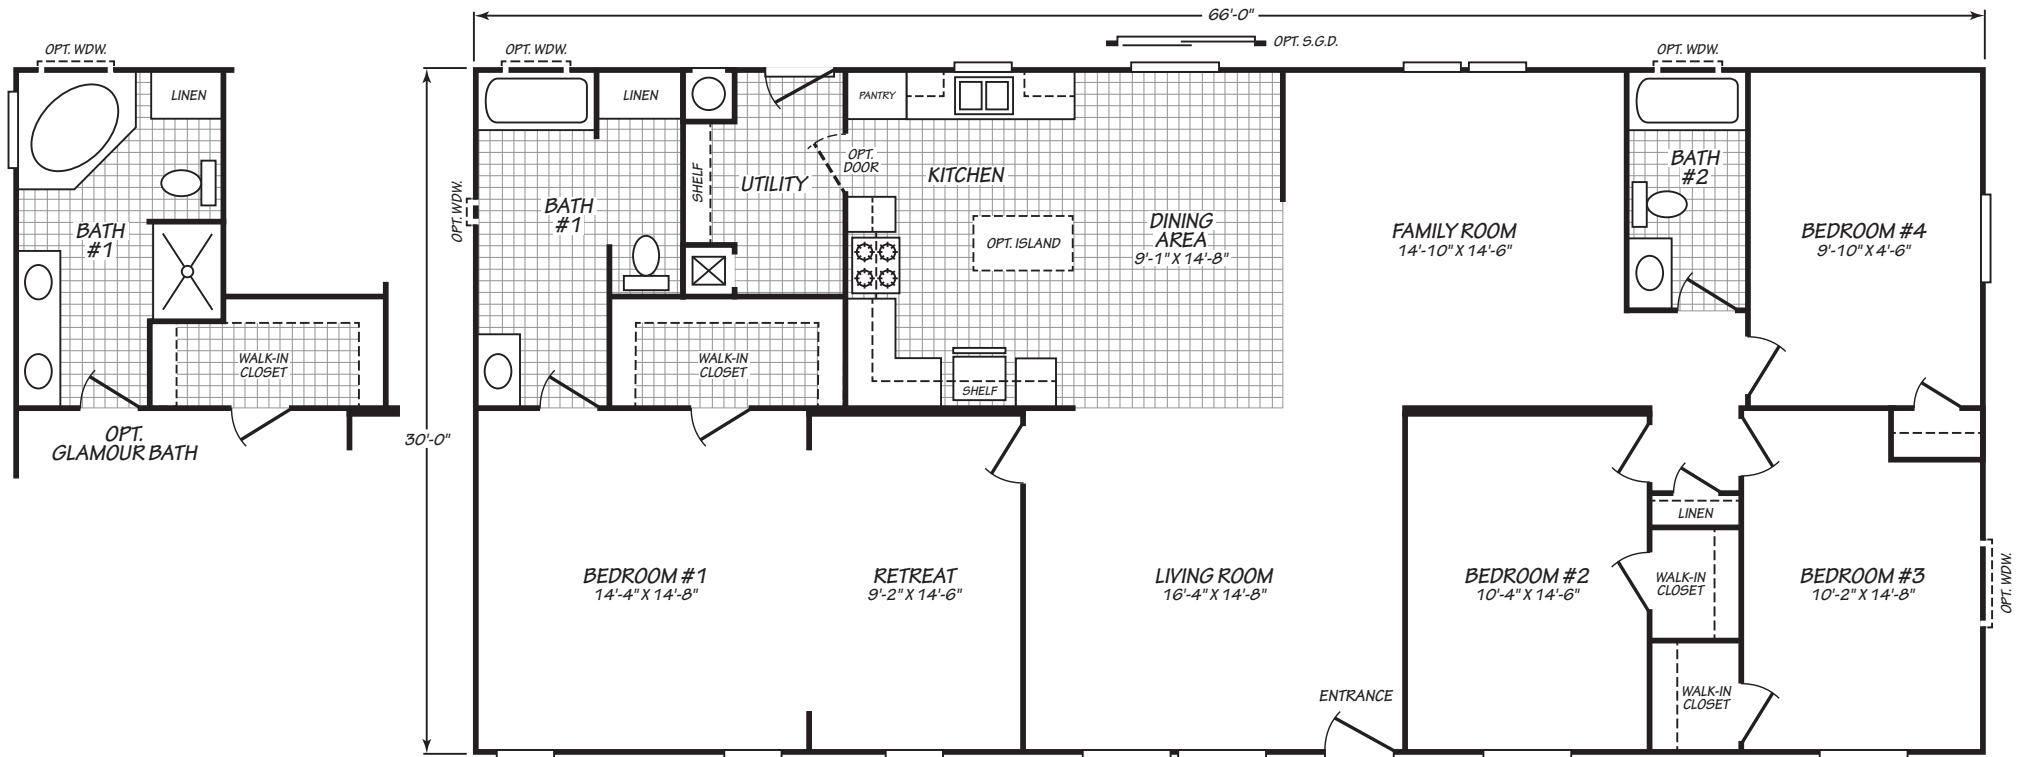 66'-0"
OPT. WDW.
OPT. WDW.
OPT. S.G.D.
OPT. WDW.
LINEN
LINEN
PANTRY
OPT.
DOOR
KITCHEN
SHELF
UTILITY
BATH
#2
OPT. WDW.
BATH
#1
BATH
#1
OPT. ISLAND
DINING
AREA
9'-1" X 14'-8"
FAMILY ROOM
14'-10" X 14'-6"
BEDROOM #4
9'-10" X 4'-6"
WALK-IN
CLOSET
WALK-IN
CLOSET
SHELF
OPT.
GLAMOUR BATH
30'-0"
LINEN
BEDROOM #1
14'-4" X 14'-8"
RETREAT
9'-2" X 14'-6"
LIVING ROOM
16'-4" X 14'-8"
BEDROOM #2
10'-4" X 14'-6"
WALK-IN
CLOSET
BEDROOM #3
10'-2" X 14'-8"
OPT. WDW.
ENTRANCE
WALK-IN
CLOSET